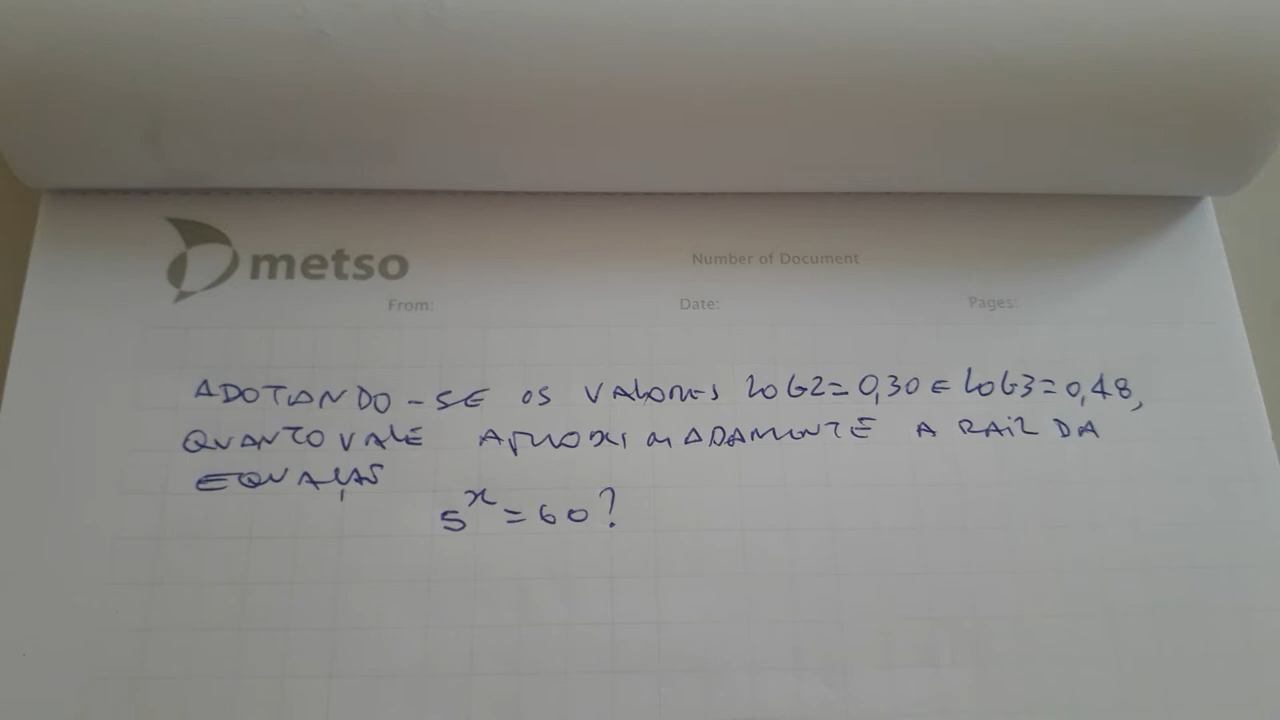 metso
Number of Document
From: Date: Pages:
ADOTANDO-SE OS VALORES LOG2=0,30 E LOG3=0,48,
QUANTO VALE APROXIMADAMENTE A RAIZ DA
EQUAÇÃO
5^x=60?